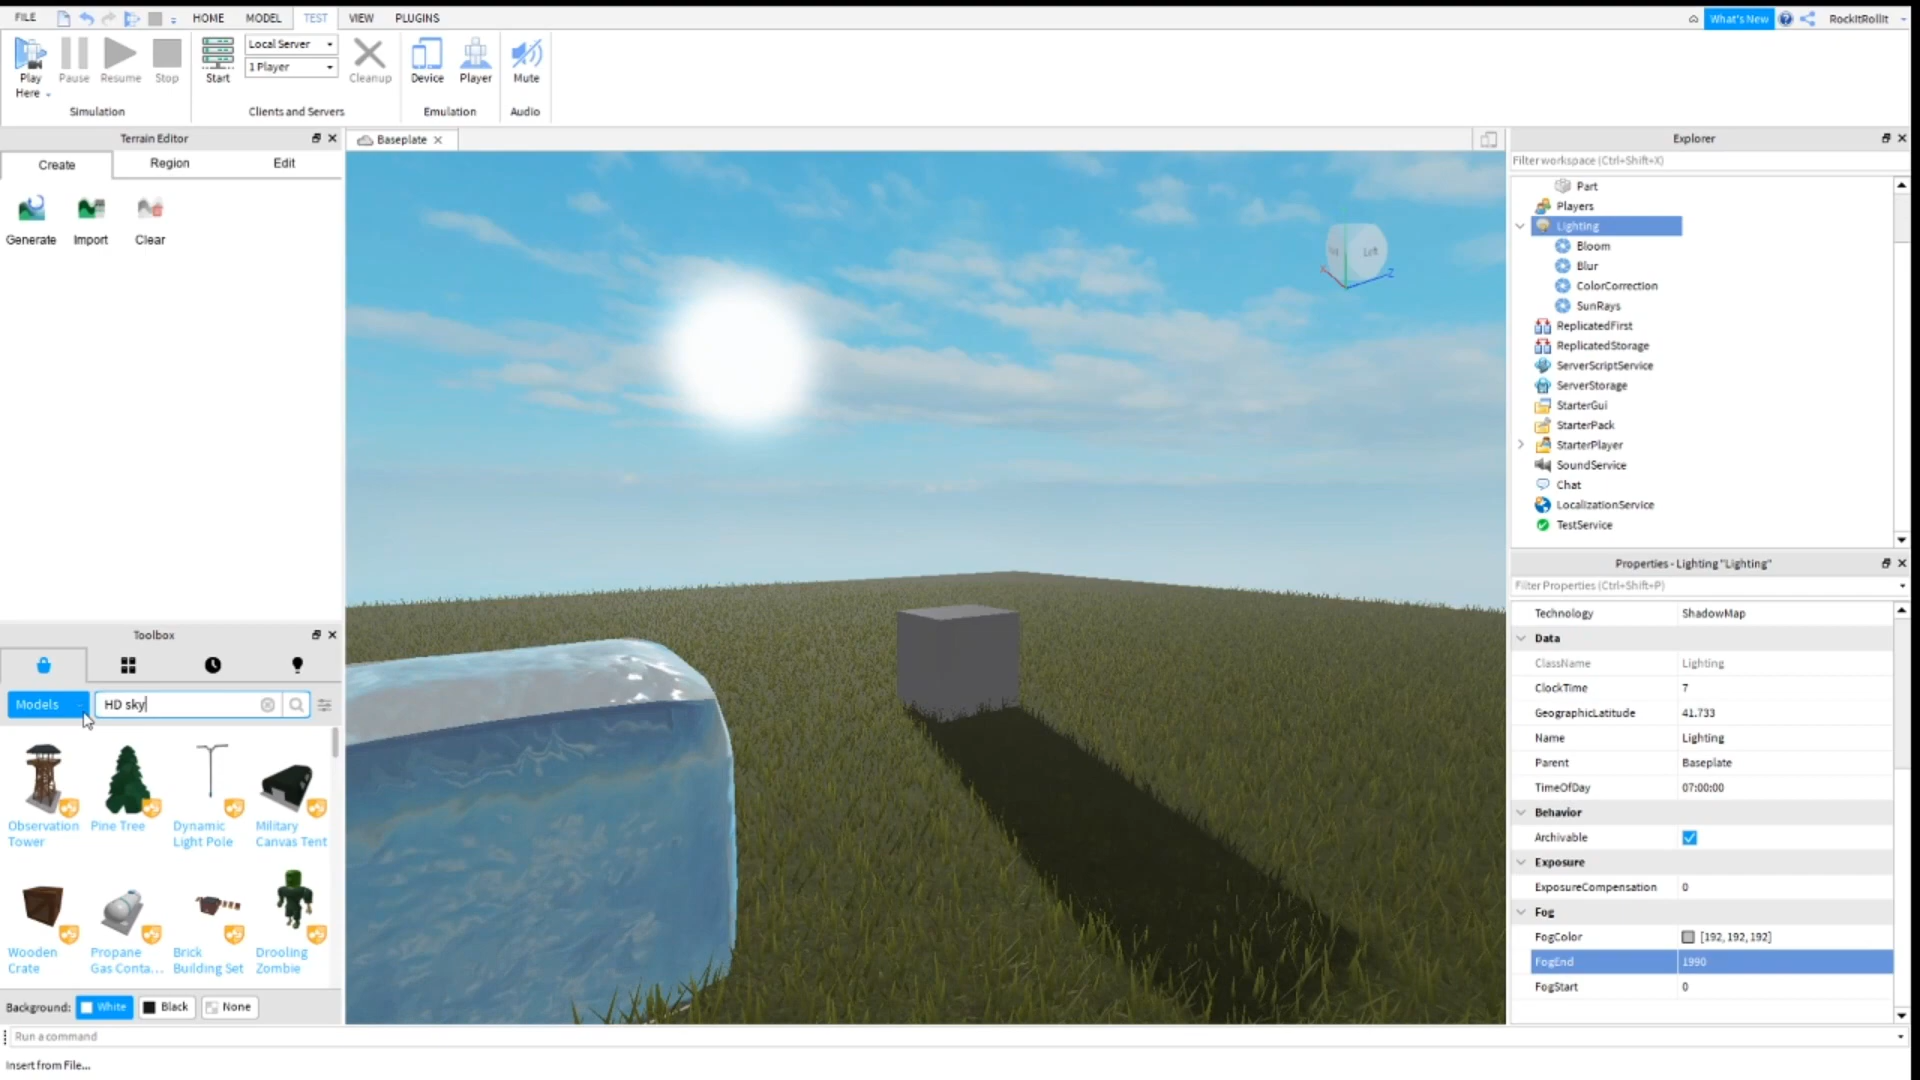 FILE HOME MODEL TEST VIEW PLUGINS What's New RockItRollIt
Play Here Pause Resume Stop Start Local Server 1 Player Cleanup Device Player Mute
Simulation Clients and Servers Emulation Audio
Terrain Editor
Create Region Edit
Generate Import Clear
Toolbox
Models HD sky
Observation Tower Pine Tree Dynamic Light Pole Military Canvas Tent
Wooden Crate Propane Gas Conta... Brick Building Set Drooling Zombie
Background: White Black None
Run a command
Insert from File...
Baseplate
Left
Z
Explorer
Filter workspace (Ctrl+Shift+X)
Part
Players
Lighting
Bloom
Blur
ColorCorrection
SunRays
ReplicatedFirst
ReplicatedStorage
ServerScriptService
ServerStorage
StarterGui
StarterPack
StarterPlayer
SoundService
Chat
LocalizationService
TestService
Properties - Lighting "Lighting"
Filter Properties (Ctrl+Shift+P)
Technology ShadowMap
Data
ClassName Lighting
ClockTime 7
GeographicLatitude 41.733
Name Lighting
Parent Baseplate
TimeOfDay 07:00:00
Behavior
Archivable
Exposure
ExposureCompensation 0
Fog
FogColor [192, 192, 192]
FogEnd 1990
FogStart 0